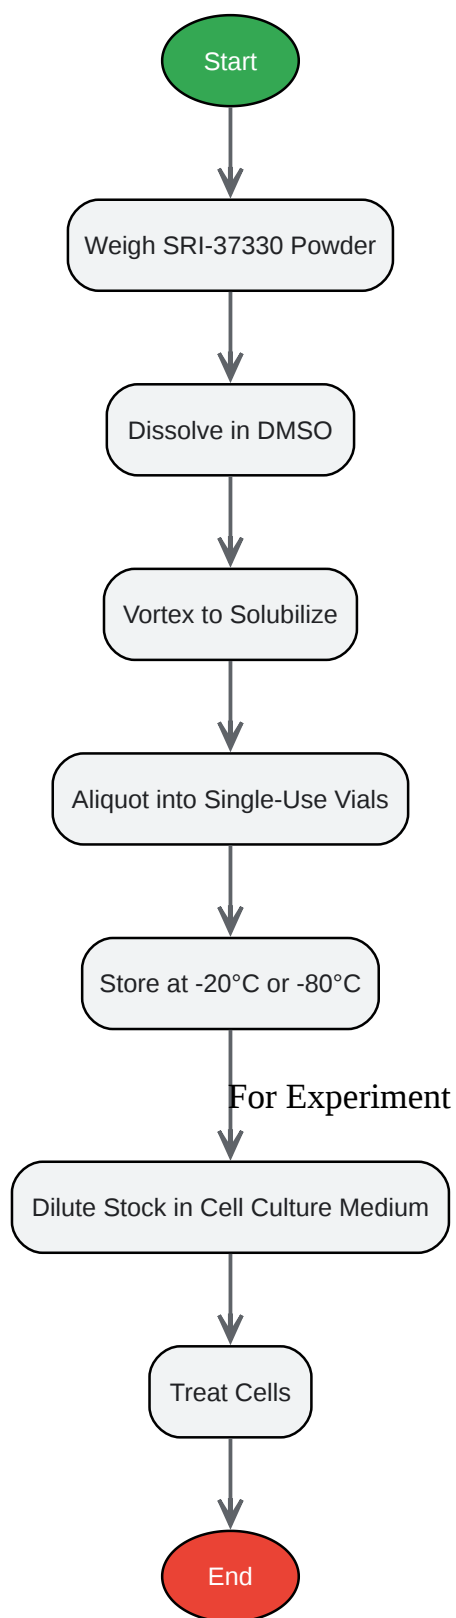 Start
Weigh SRI-37330 Powder
Dissolve in DMSO
Vortex to Solubilize
Aliquot into Single-Use Vials
Store at -20°C or -80°C
For Experiment
Dilute Stock in Cell Culture Medium
Treat Cells
End